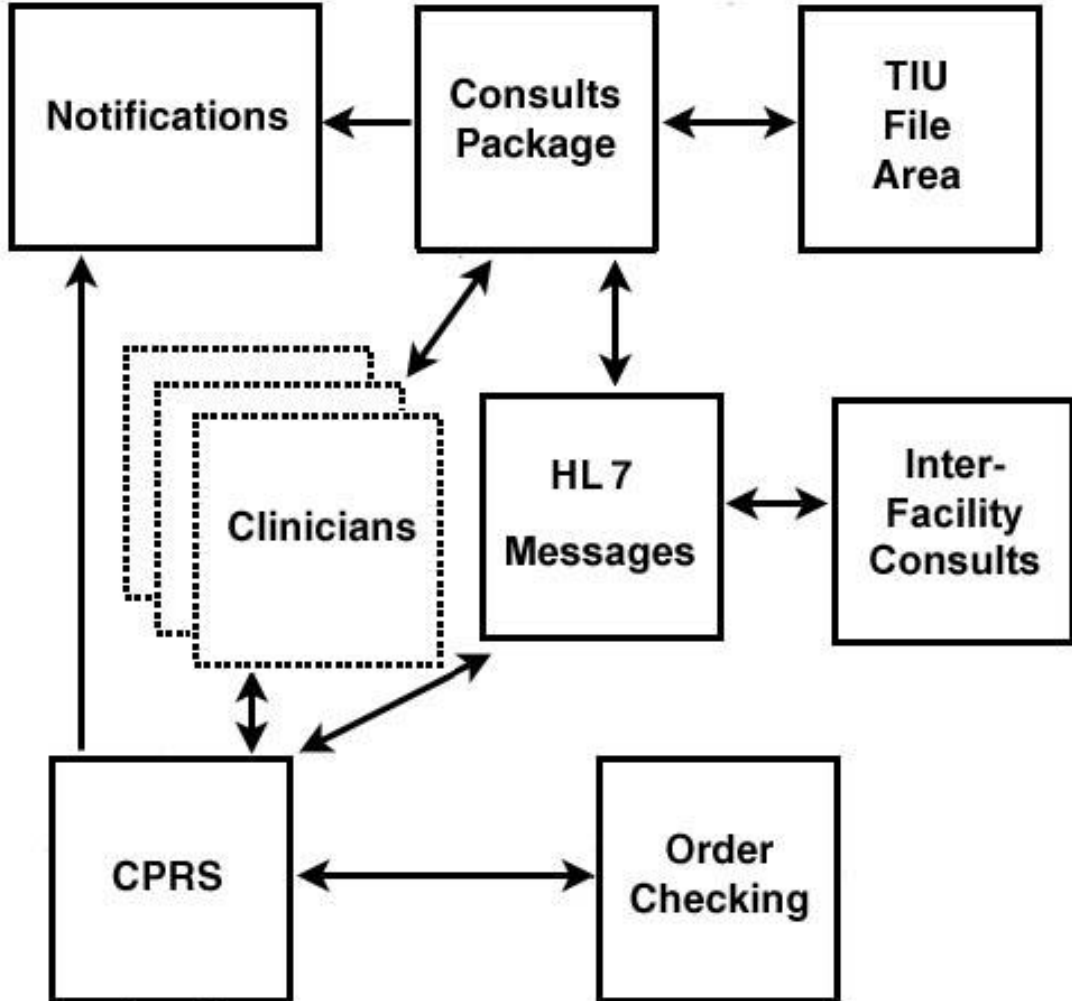 Notifications
Consults
Package
TIU
File
Area
Clinicians
HL 7
Messages
Inter-
Facility
Consults
CPRS
Order
Checking